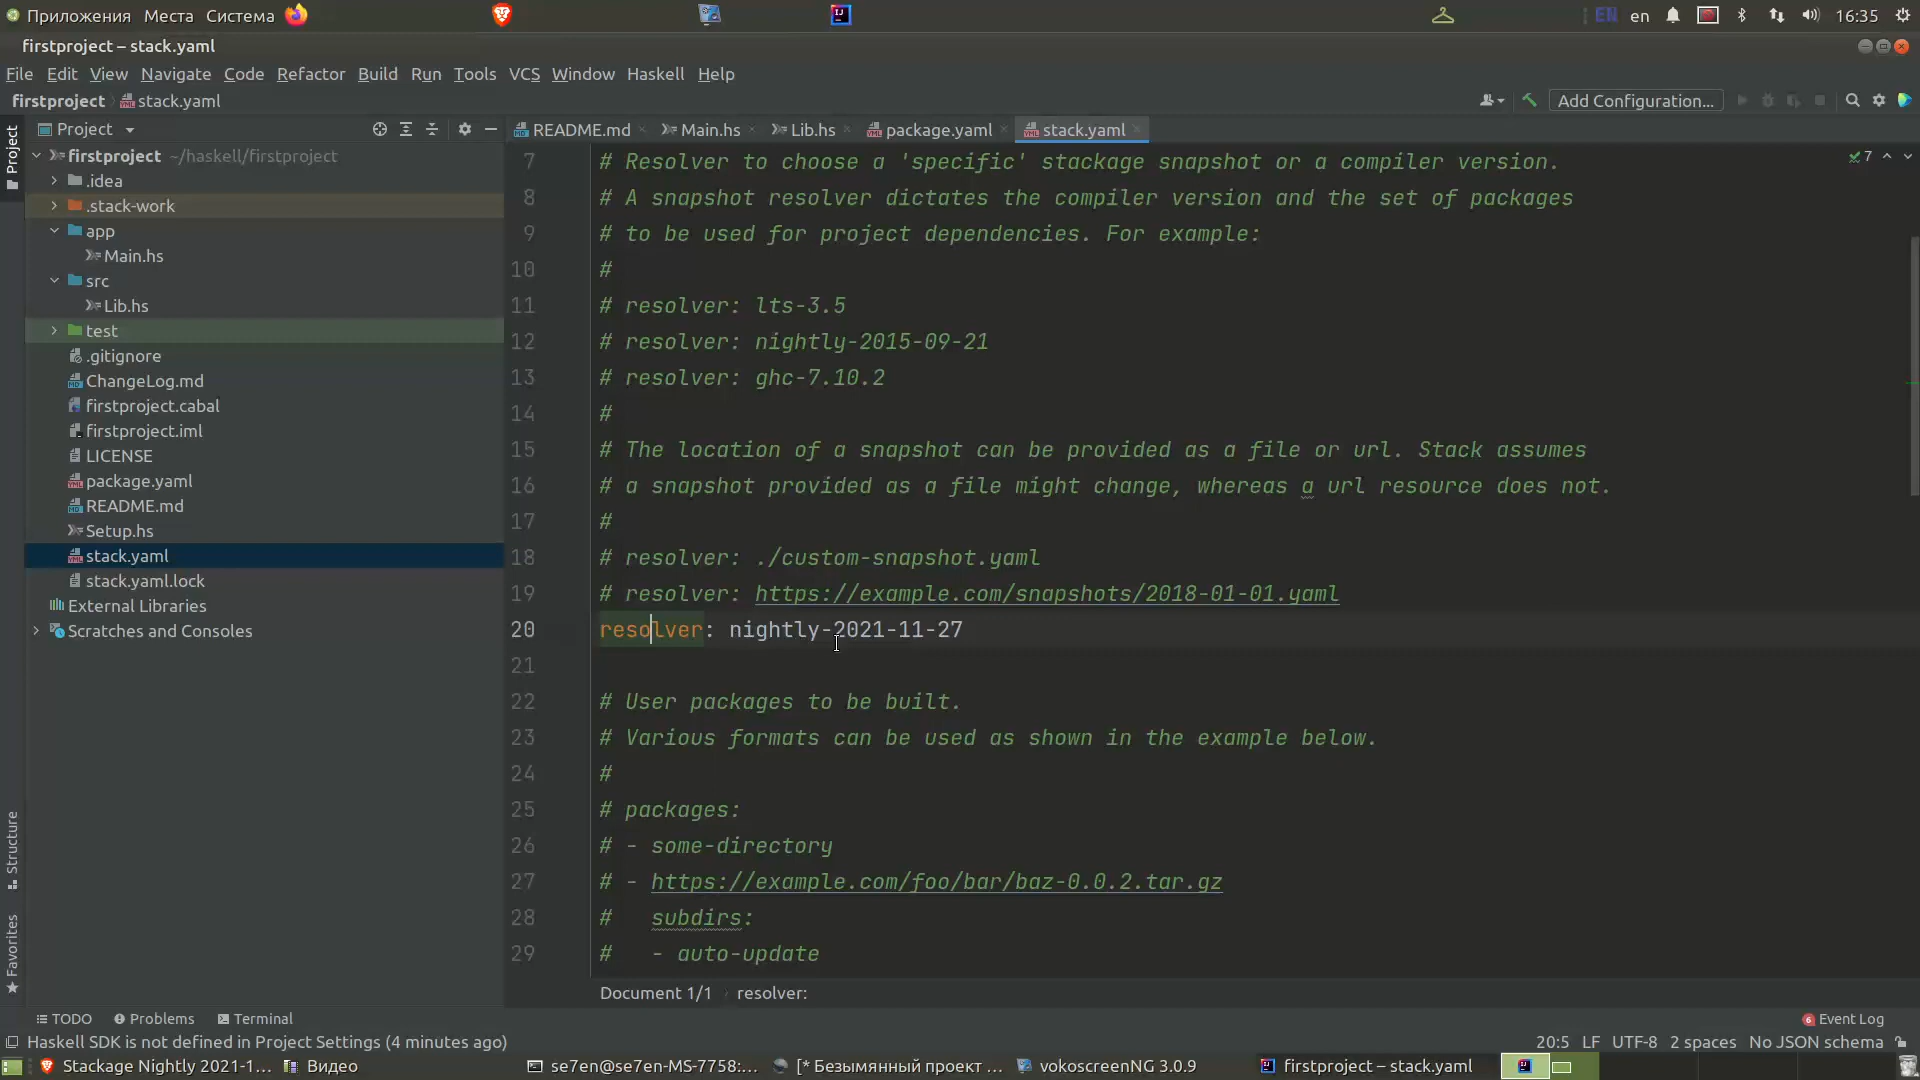 Приложения Места Система en 16:35
firstproject – stack.yaml
File Edit View Navigate Code Refactor Build Run Tools VCS Window Haskell Help
firstproject stack.yaml Add Configuration...
Project README.md Main.hs Lib.hs package.yaml stack.yaml
Project
firstproject ~/haskell/firstproject
.idea
.stack-work
app
Main.hs
src
Lib.hs
test
.gitignore
ChangeLog.md
firstproject.cabal
firstproject.iml
LICENSE
package.yaml
README.md
Setup.hs
stack.yaml
stack.yaml.lock
External Libraries
Scratches and Consoles
Structure
Favorites
7
7 # Resolver to choose a 'specific' stackage snapshot or a compiler version.
8 # A snapshot resolver dictates the compiler version and the set of packages
9 # to be used for project dependencies. For example:
10 #
11 # resolver: lts-3.5
12 # resolver: nightly-2015-09-21
13 # resolver: ghc-7.10.2
14 #
15 # The location of a snapshot can be provided as a file or url. Stack assumes
16 # a snapshot provided as a file might change, whereas a url resource does not.
17 #
18 # resolver: ./custom-snapshot.yaml
19 # resolver: https://example.com/snapshots/2018-01-01.yaml
20 resolver: nightly-2021-11-27
21
22 # User packages to be built.
23 # Various formats can be used as shown in the example below.
24 #
25 # packages:
26 # - some-directory
27 # - https://example.com/foo/bar/baz-0.0.2.tar.gz
28 #   subdirs:
29 #   - auto-update
Document 1/1 resolver:
TODO Problems Terminal 6 Event Log
Haskell SDK is not defined in Project Settings (4 minutes ago) 20:5 LF UTF-8 2 spaces No JSON schema
Stackage Nightly 2021-1... Видео se7en@se7en-MS-7758:... [* Безымянный проект ... vokoscreenNG 3.0.9 firstproject – stack.yaml